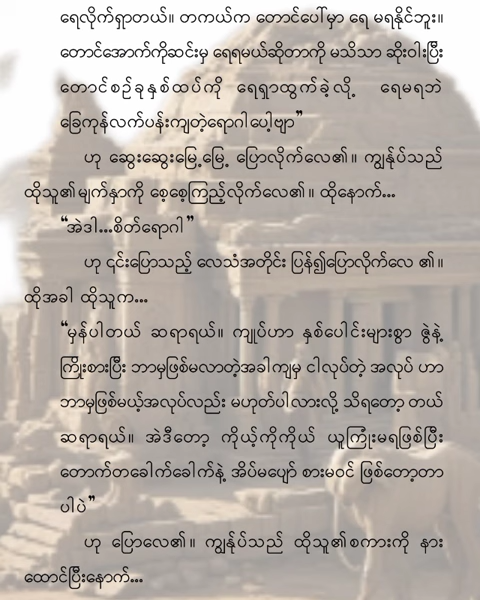 ရေလိုက်ရှာတယ်။ တကယ်က တောင်ပေါ်မှာ ရေ မရနိုင်ဘူး။
တောင်အောက်ကိုဆင်းမှ ရေရမယ်ဆိုတာကို မသိသာ ဆိုးဝါးပြီး
တောင်စဉ်ခုနှစ်ထပ်ကို ရေရှာထွက်ခဲ့လို့ ရေမရဘဲ
ခြေကုန်လက်ပန်းကျတဲ့ရောဂါပေါ့ဗျာ”
ဟု ဆွေးဆွေးမြေ့မြေ့ ပြောလိုက်လေ၏။ ကျွန်ုပ်သည်
ထိုသူ၏မျက်နှာကို စေ့စေ့ကြည့်လိုက်လေ၏။ ထို့နောက်...
“အဲဒါ...စိတ်ရောဂါ”
ဟု ၎င်းပြောသည့် လေသံအတိုင်း ပြန်၍ပြောလိုက်လေ ၏။
ထိုအခါ ထိုသူက...
“မှန်ပါတယ် ဆရာရယ်။ ကျုပ်ဟာ နှစ်ပေါင်းများစွာ ဇွဲနဲ့
ကြိုးစားပြီး ဘာမှဖြစ်မလာတဲ့အခါကျမှ ငါလုပ်တဲ့ အလုပ် ဟာ
ဘာမှဖြစ်မယ့်အလုပ်လည်း မဟုတ်ပါလားလို့ သိရတော့ တယ်
ဆရာရယ်။ အဲဒီတော့ ကိုယ့်ကိုကိုယ် ယူကြုံးမရဖြစ်ပြီး
တောက်တခေါက်ခေါက်နဲ့ အိပ်မပျော် စားမဝင် ဖြစ်တော့တာ
ပါပဲ”
ဟု ပြောလေ၏။ ကျွန်ုပ်သည် ထိုသူ၏စကားကို နား
ထောင်ပြီးနောက်...